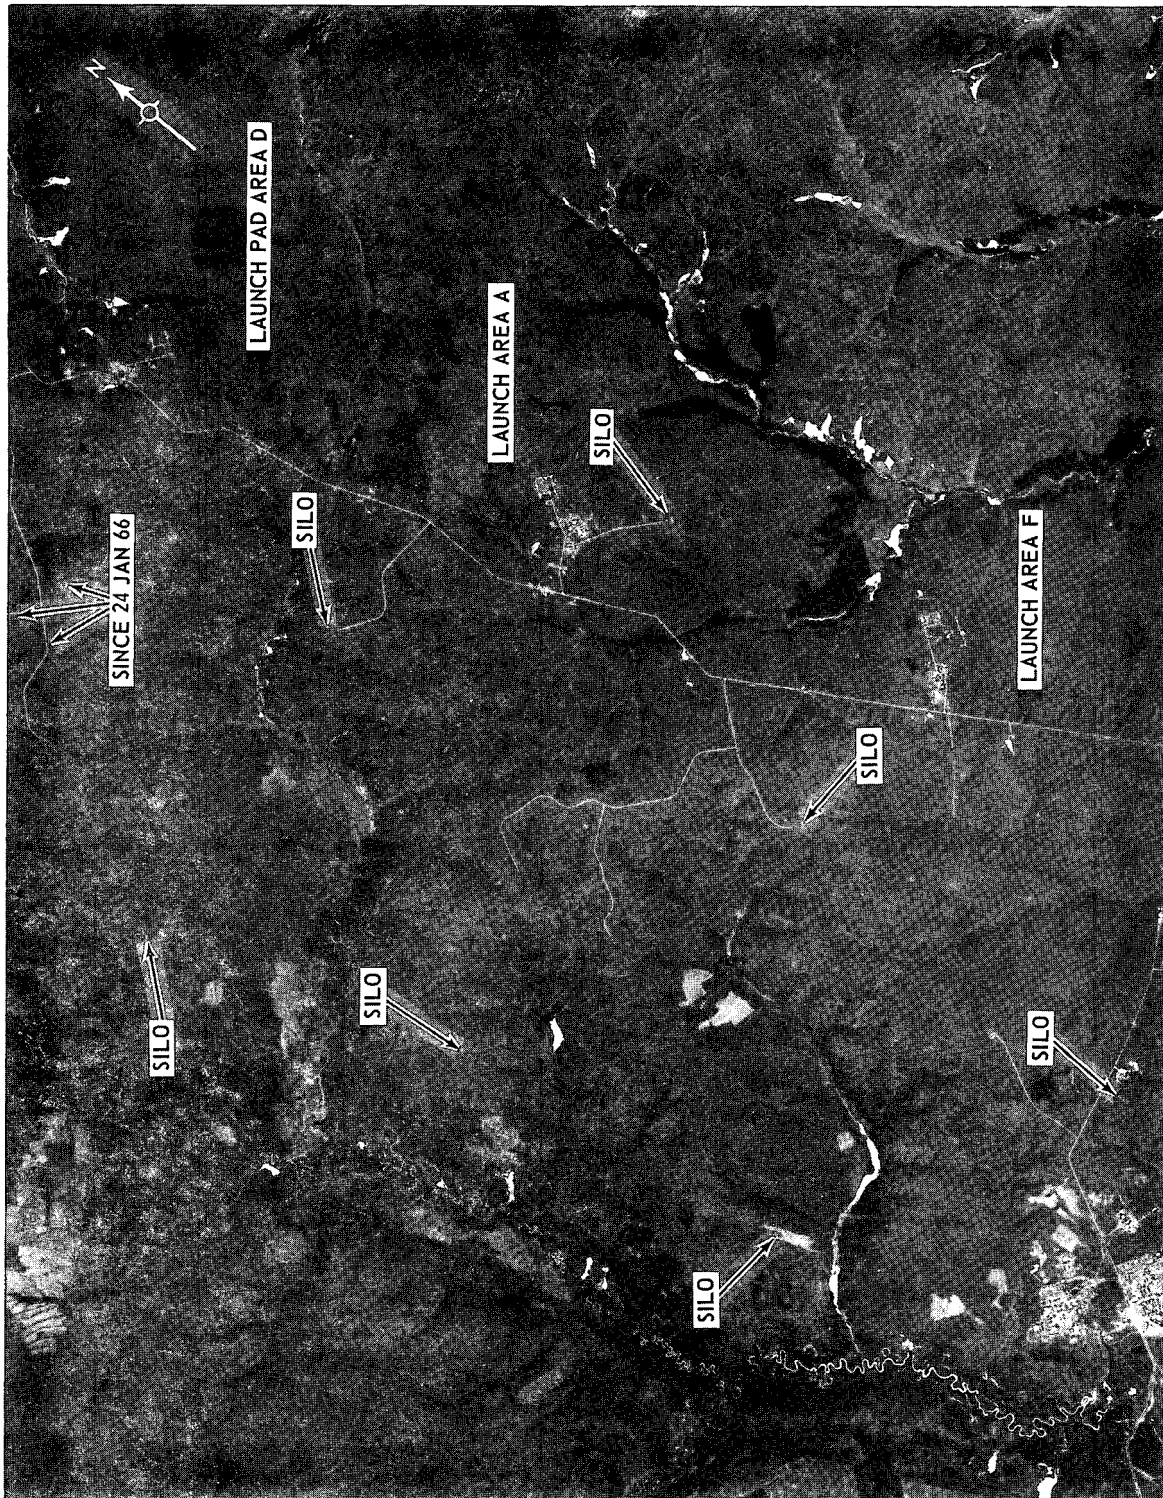 N
SINCE 24 JAN 66
SILO
LAUNCH PAD AREA D
SILO
SILO
LAUNCH AREA A
SILO
SILO
SILO
LAUNCH AREA F
SILO